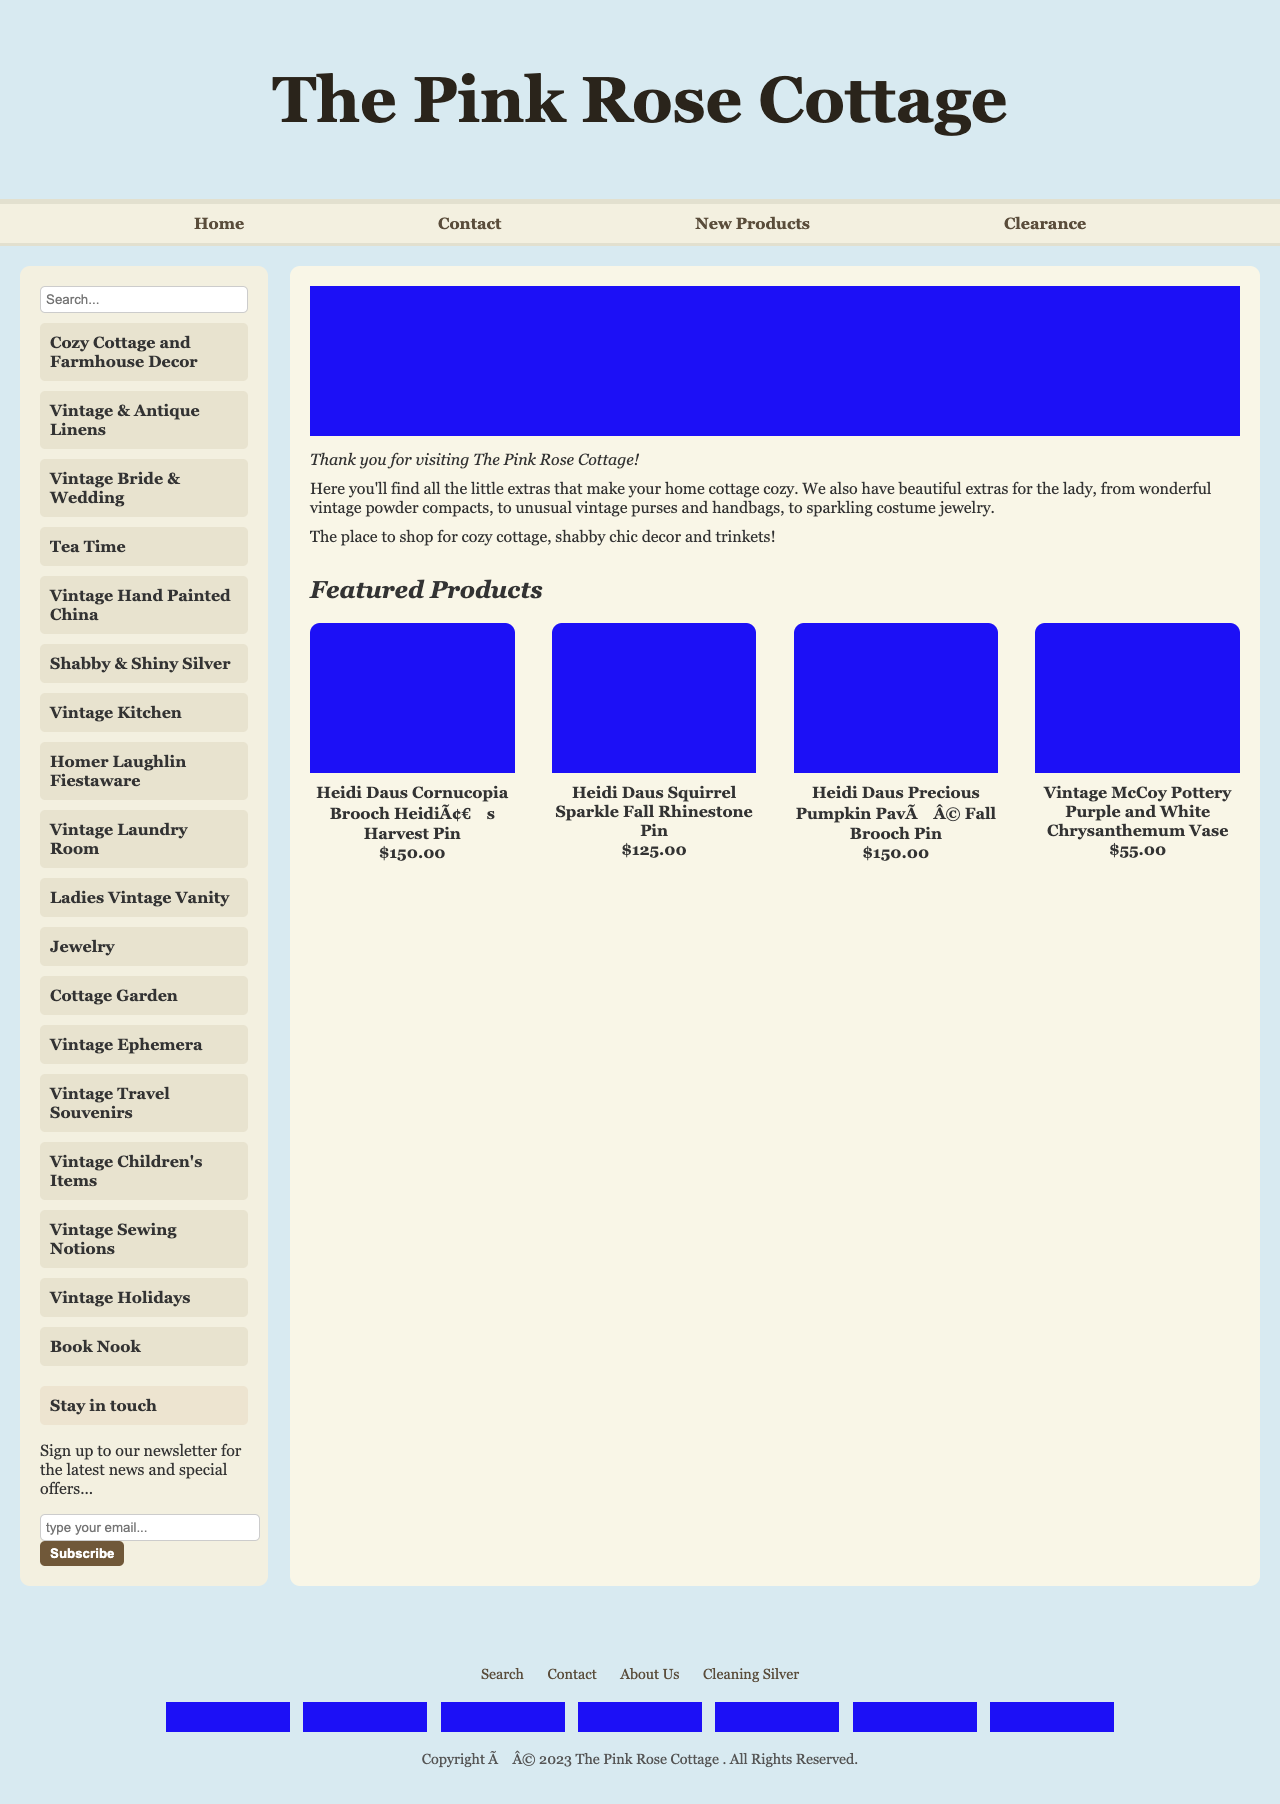 The Pink Rose Cottage
Home
Contact
New Products
Clearance
Search...
Cozy Cottage and
Farmhouse Decor
Vintage & Antique
Linens
Vintage Bride &
Wedding
Tea Time
Vintage Hand Painted
China
Shabby & Shiny Silver
Vintage Kitchen
Homer Laughlin
Fiestaware
Vintage Laundry
Room
Ladies Vintage Vanity
Jewelry
Cottage Garden
Vintage Ephemera
Vintage Travel
Souvenirs
Vintage Children's
Items
Vintage Sewing
Notions
Vintage Holidays
Book Nook
Stay in touch
Sign up to our newsletter for
the latest news and special
offers...
type your email...
Subscribe
Thank you for visiting The Pink Rose Cottage!
Here you'll find all the little extras that make your home cottage cozy. We also have beautiful extras for the lady, from wonderful
vintage powder compacts, to unusual vintage purses and handbags, to sparkling costume jewelry.
The place to shop for cozy cottage, shabby chic decor and trinkets!
Featured Products
Heidi Daus Cornucopia
Brooch HeidiÃ¢€ s
Harvest Pin
$150.00
Heidi Daus Squirrel
Sparkle Fall Rhinestone
Pin
$125.00
Heidi Daus Precious
Pumpkin PavÃ Â© Fall
Brooch Pin
$150.00
Vintage McCoy Pottery
Purple and White
Chrysanthemum Vase
$55.00
Search Contact About Us Cleaning Silver
Copyright Ã Â© 2023 The Pink Rose Cottage . All Rights Reserved.